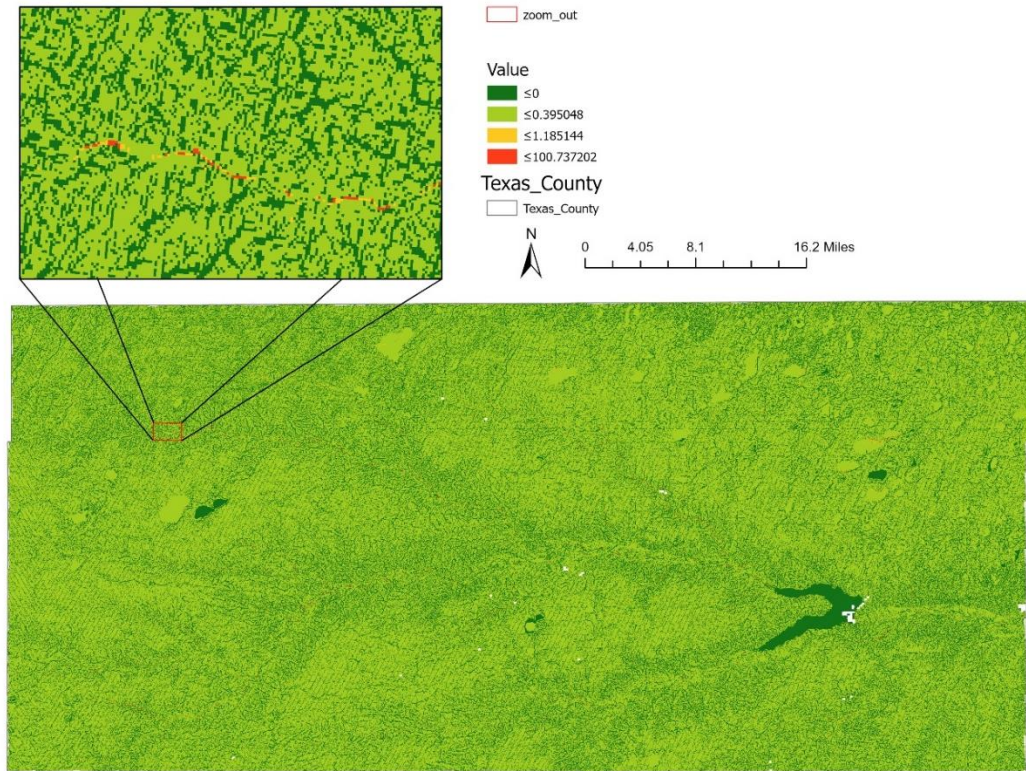 zoom_out
Value
≤0
≤0.395048
≤1.185144
≤100.737202
Texas_County
Texas_County
N
0 4.05 8.1 16.2 Miles